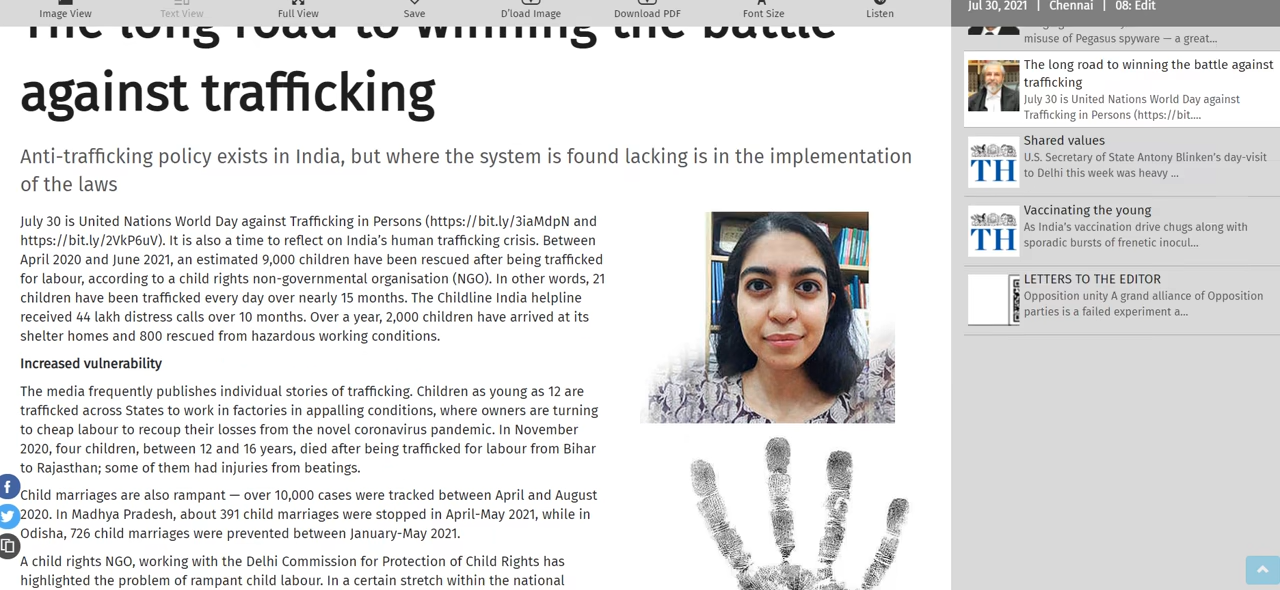 Image View
Text View
Full View
Save
D'load Image
Download PDF
Font Size
Listen
The long road to winning the battle
against trafficking
Anti-trafficking policy exists in India, but where the system is found lacking is in the implementation
of the laws
July 30 is United Nations World Day against Trafficking in Persons (https://bit.ly/3iaMdpN and
https://bit.ly/2VkP6uV). It is also a time to reflect on India's human trafficking crisis. Between
April 2020 and June 2021, an estimated 9,000 children have been rescued after being trafficked
for labour, according to a child rights non-governmental organisation (NGO). In other words, 21
children have been trafficked every day over nearly 15 months. The Childline India helpline
received 44 lakh distress calls over 10 months. Over a year, 2,000 children have arrived at its
shelter homes and 800 rescued from hazardous working conditions.
Increased vulnerability
The media frequently publishes individual stories of trafficking. Children as young as 12 are
trafficked across States to work in factories in appalling conditions, where owners are turning
to cheap labour to recoup their losses from the novel coronavirus pandemic. In November
2020, four children, between 12 and 16 years, died after being trafficked for labour from Bihar
to Rajasthan; some of them had injuries from beatings.
Child marriages are also rampant — over 10,000 cases were tracked between April and August
2020. In Madhya Pradesh, about 391 child marriages were stopped in April-May 2021, while in
Odisha, 726 child marriages were prevented between January-May 2021.
A child rights NGO, working with the Delhi Commission for Protection of Child Rights has
highlighted the problem of rampant child labour. In a certain stretch within the national
Jul 30, 2021 | Chennai | 08: Edit
misuse of Pegasus spyware — a great...
The long road to winning the battle against
trafficking
July 30 is United Nations World Day against
Trafficking in Persons (https://bit....
TH
Shared values
U.S. Secretary of State Antony Blinken's day-visit
to Delhi this week was heavy ...
TH
Vaccinating the young
As India's vaccination drive chugs along with
sporadic bursts of frenetic inocul...
LETTERS TO THE EDITOR
Opposition unity A grand alliance of Opposition
parties is a failed experiment a...